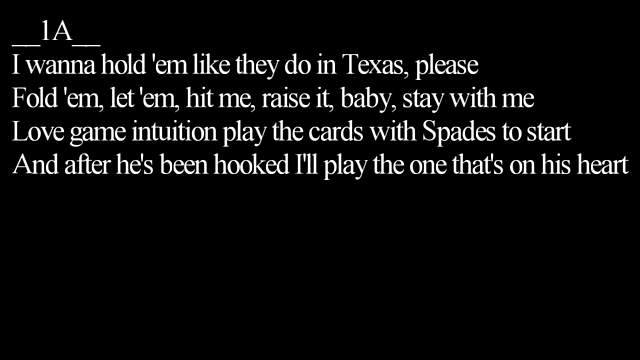 __1A__
I wanna hold 'em like they do in Texas, please
Fold 'em, let 'em, hit me, raise it, baby, stay with me
Love game intuition play the cards with Spades to start
And after he's been hooked I'll play the one that's on his heart